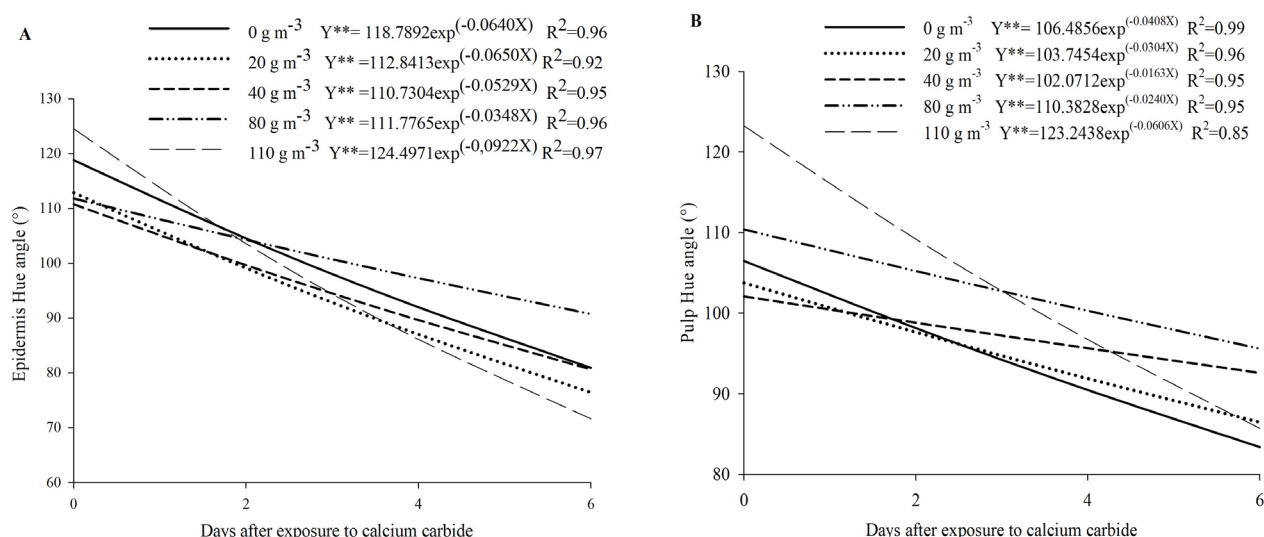 A
0 g m-3 Y**= 118.7892exp(-0.0640X) R2=0.96
20 g m-3 Y** =112.8413exp(-0.0650X) R2=0.92
40 g m-3 Y**= 110.7304exp(-0.0529X) R2=0.95
80 g m-3 Y**= 111.7765exp(-0.0348X) R2=0.96
110 g m-3 Y**= 124.4971exp(-0,0922X) R2=0.97
130
120
110
100
90
80
70
60
Epidermis Hue angle (°)
0 2 4 6
Days after exposure to calcium carbide
B
0 g m-3 Y**= 106.4856exp(-0.0408X) R2=0.99
20 g m-3 Y**=103.7454exp(-0.0304X) R2=0.96
40 g m-3 Y**=102.0712exp(-0.0163X) R2=0.95
80 g m-3 Y**=110.3828exp(-0.0240X) R2=0.95
110 g m-3 Y**=123.2438exp(-0.0606X) R2=0.85
130
120
110
100
90
80
Pulp Hue angle (°)
0 2 4 6
Days after exposure to calcium carbide